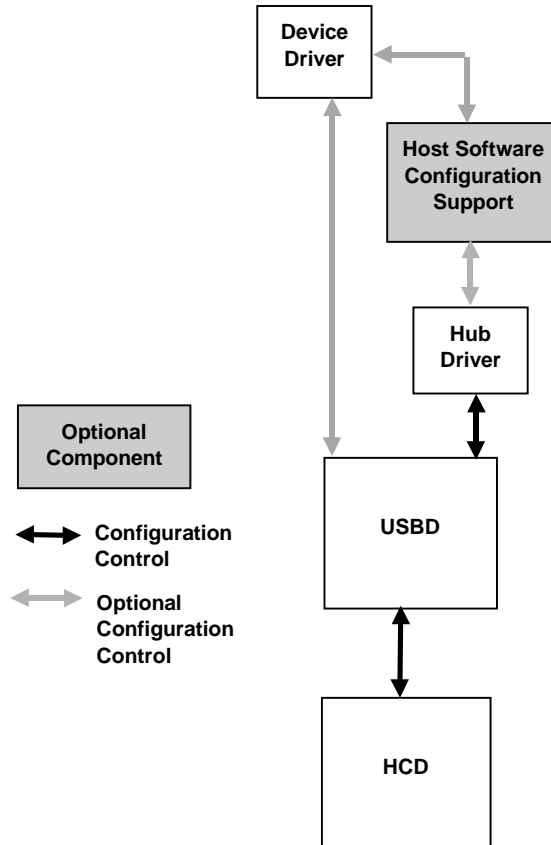 Device
Driver
Host Software
Configuration
Support
Hub
Driver
Optional
Component
USBD
Configuration
Control
Optional
Configuration
Control
HCD